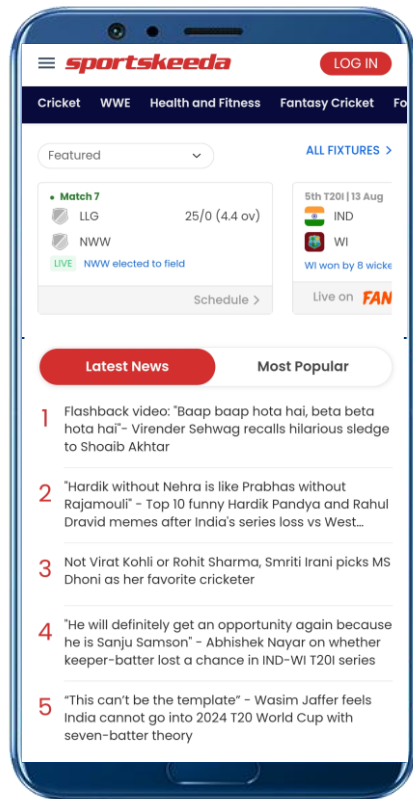 sportskeeda
LOG IN
Cricket WWE Health and Fitness Fantasy Cricket Fo
Featured
ALL FIXTURES >
• Match 7
LLG 25/0 (4.4 ov)
NWW
LIVE NWW elected to field
Schedule >
5th T20I | 13 Aug
IND
WI
WI won by 8 wicke
Live on FAN
Latest News
Most Popular
1 Flashback video: "Baap baap hota hai, beta beta
hota hai"- Virender Sehwag recalls hilarious sledge
to Shoaib Akhtar
2 "Hardik without Nehra is like Prabhas without
Rajamouli" - Top 10 funny Hardik Pandya and Rahul
Dravid memes after India's series loss vs West...
3 Not Virat Kohli or Rohit Sharma, Smriti Irani picks MS
Dhoni as her favorite cricketer
4 "He will definitely get an opportunity again because
he is Sanju Samson" - Abhishek Nayar on whether
keeper-batter lost a chance in IND-WI T20I series
5 “This can’t be the template” - Wasim Jaffer feels
India cannot go into 2024 T20 World Cup with
seven-batter theory